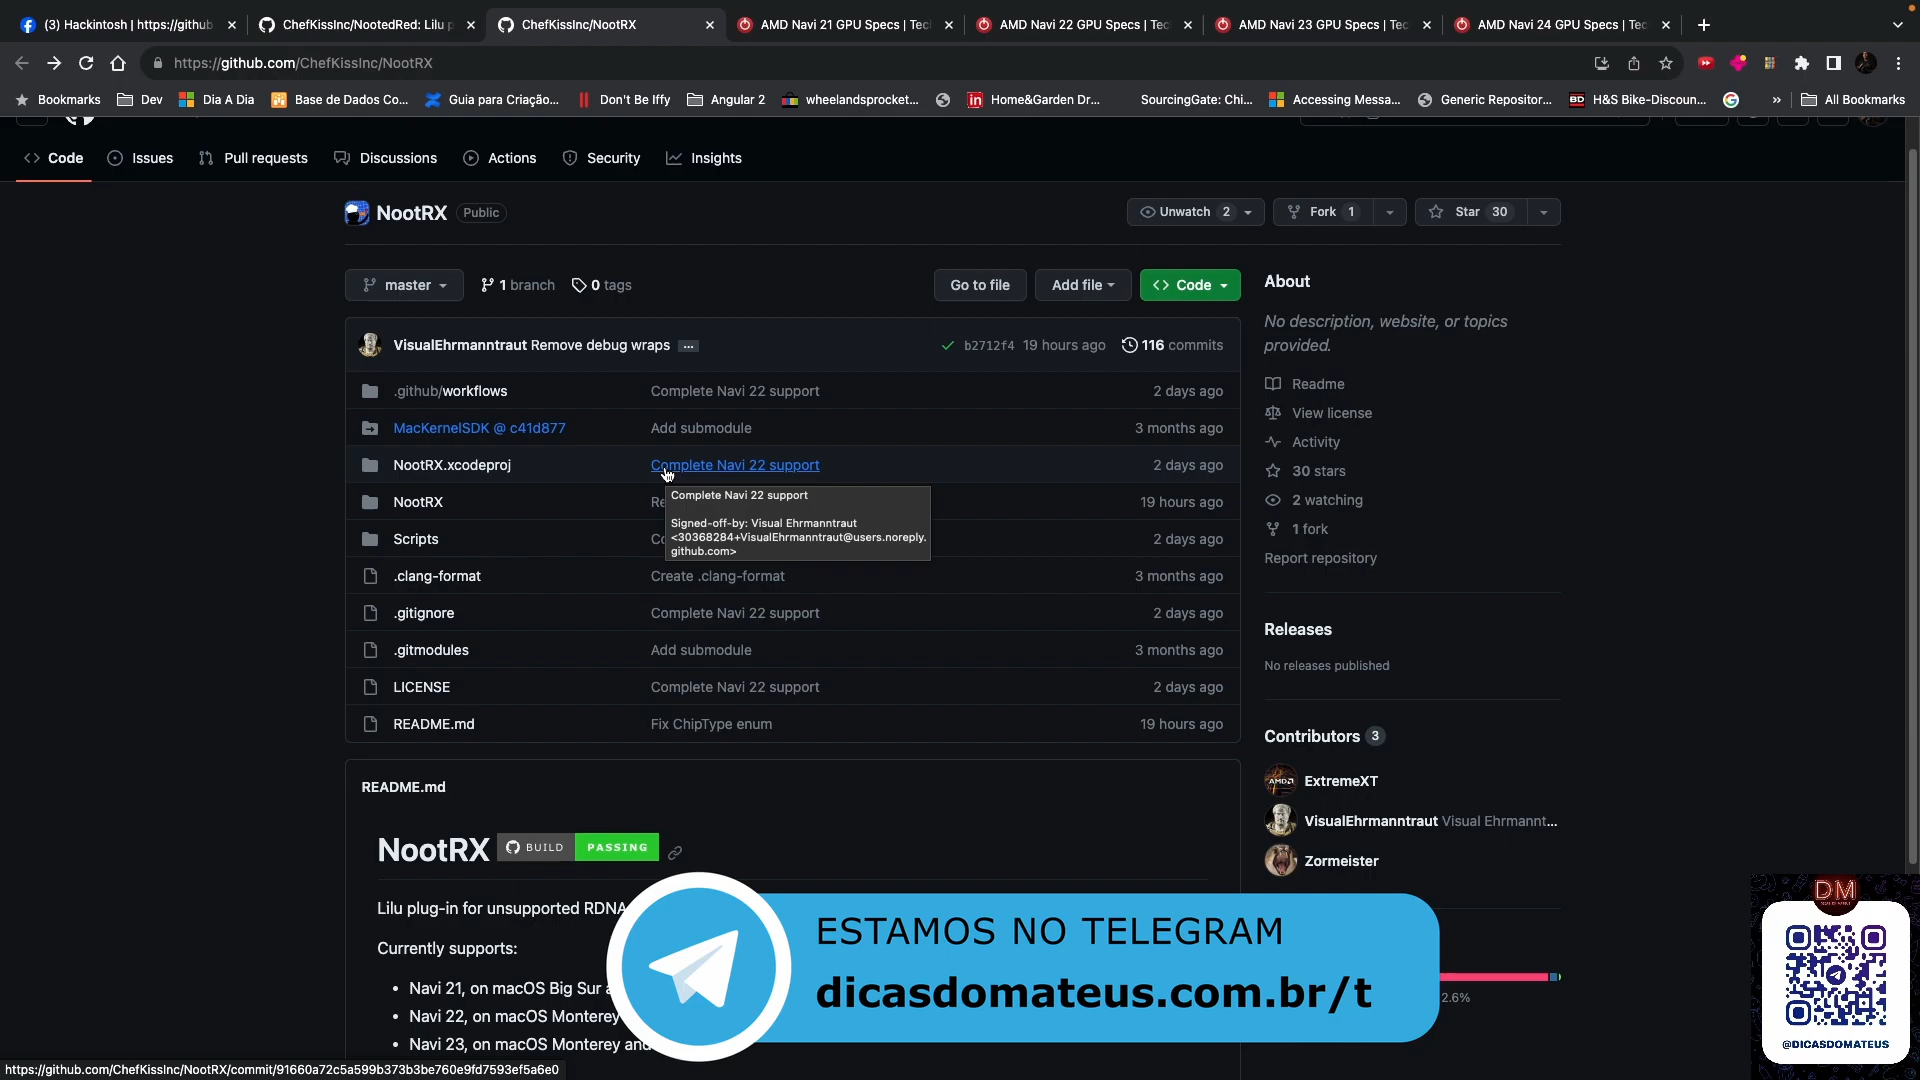 (3) Hackintosh | https://github
ChefKissInc/NootedRed: Lilu p
ChefKissInc/NootRX
AMD Navi 21 GPU Specs | Tec
AMD Navi 22 GPU Specs | Te
AMD Navi 23 GPU Specs | Te
AMD Navi 24 GPU Specs | Te
https://github.com/ChefKissInc/NootRX
Bookmarks
Dev
Dia A Dia
Base de Dados Co...
Guia para Criação...
Don't Be Iffy
Angular 2
wheelandsprocket...
Home&Garden Dr...
SourcingGate: Chi...
Accessing Messa...
Generic Repositor...
H&S Bike-Discoun...
»
All Bookmarks
Code
Issues
Pull requests
Discussions
Actions
Security
Insights
NootRX Public
Unwatch 2
Fork 1
Star 30
master
1 branch
0 tags
Go to file
Add file
Code
VisualEhrmanntraut Remove debug wraps ...
b2712f4 19 hours ago
116 commits
.github/workflows Complete Navi 22 support 2 days ago
MacKernelSDK @ c41d877 Add submodule 3 months ago
NootRX.xcodeproj Complete Navi 22 support 2 days ago
NootRX Re 19 hours ago
Scripts Co 2 days ago
Complete Navi 22 support
Signed-off-by: Visual Ehrmanntraut
<30368284+VisualEhrmanntraut@users.noreply.
github.com>
.clang-format Create .clang-format 3 months ago
.gitignore Complete Navi 22 support 2 days ago
.gitmodules Add submodule 3 months ago
LICENSE Complete Navi 22 support 2 days ago
README.md Fix ChipType enum 19 hours ago
About
No description, website, or topics
provided.
Readme
View license
Activity
30 stars
2 watching
1 fork
Report repository
Releases
No releases published
Contributors 3
ExtremeXT
VisualEhrmanntraut Visual Ehrmannt...
Zormeister
README.md
NootRX BUILD PASSING
Lilu plug-in for unsupported RDNA
Currently supports:
• Navi 21, on macOS Big Sur
• Navi 22, on macOS Monterey
• Navi 23, on macOS Monterey and
2.6%
ESTAMOS NO TELEGRAM
dicasdomateus.com.br/t
DM
@DICASDOMATEUS
https://github.com/ChefKissInc/NootRX/commit/91660a72c5a599b373b3be760e9fd7593ef5a6e0